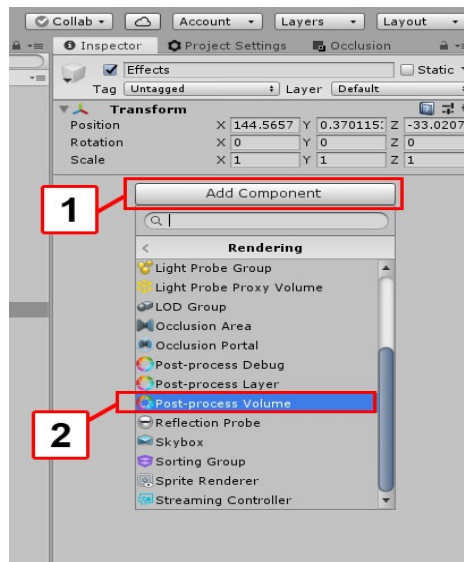 Collab Account Layers Layout
Inspector Project Settings Occlusion
Effects Static
Tag Untagged Layer Default
Transform
Position X 144.5657 Y 0.370115: Z -33.0207
Rotation X 0 Y 0 Z 0
Scale X 1 Y 1 Z 1
1 Add Component
< Rendering
Light Probe Group
Light Probe Proxy Volume
LOD Group
Occlusion Area
Occlusion Portal
Post-process Debug
Post-process Layer
Post-process Volume
2 Reflection Probe
Skybox
Sorting Group
Sprite Renderer
Streaming Controller